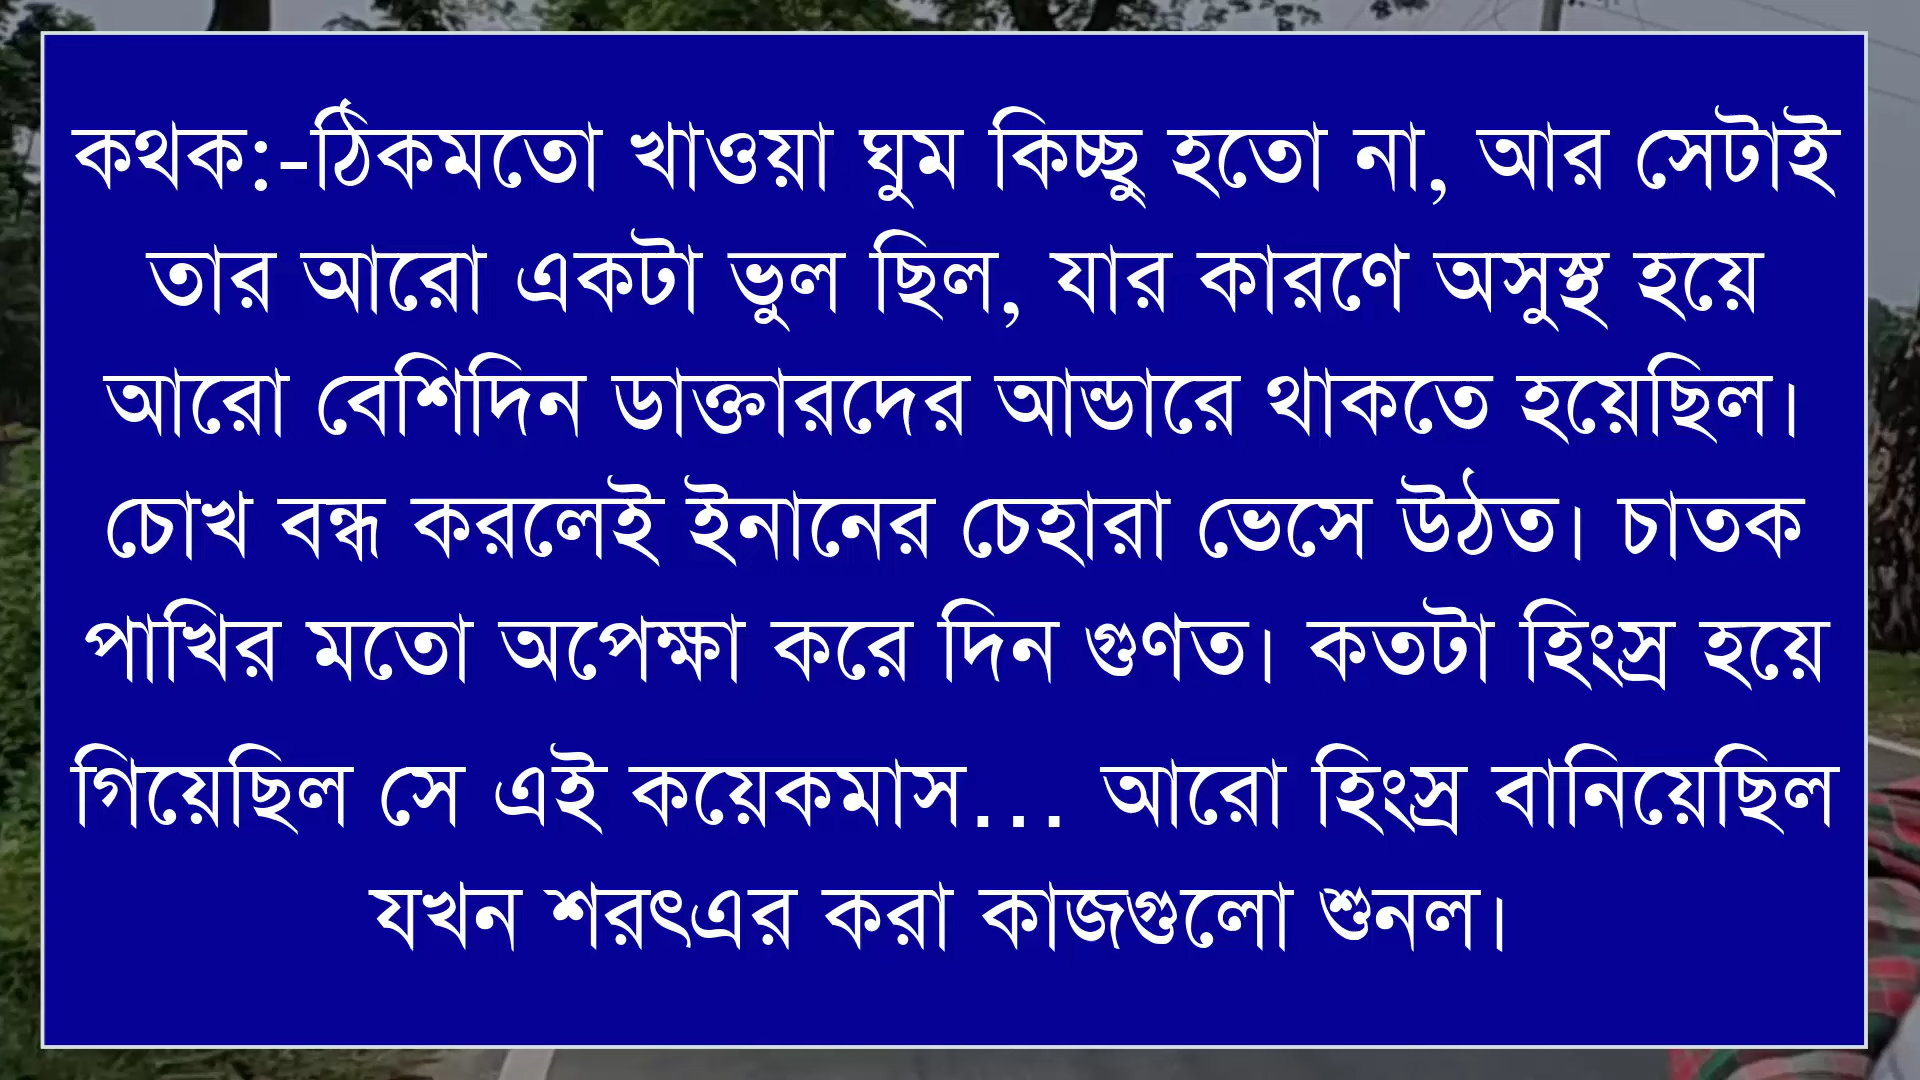 কথক:-ঠিকমতো খাওয়া ঘুম কিচ্ছু হতো না, আর সেটাই
তার আরো একটা ভুল ছিল, যার কারণে অসুস্থ হয়ে
আরো বেশিদিন ডাক্তারদের আন্ডারে থাকতে হয়েছিল।
চোখ বন্ধ করলেই ইনানের চেহারা ভেসে উঠত। চাতক
পাখির মতো অপেক্ষা করে দিন গুণত। কতটা হিংস্র হয়ে
গিয়েছিল সে এই কয়েকমাস... আরো হিংস্র বানিয়েছিল
যখন শরৎএর করা কাজগুলো শুনল।